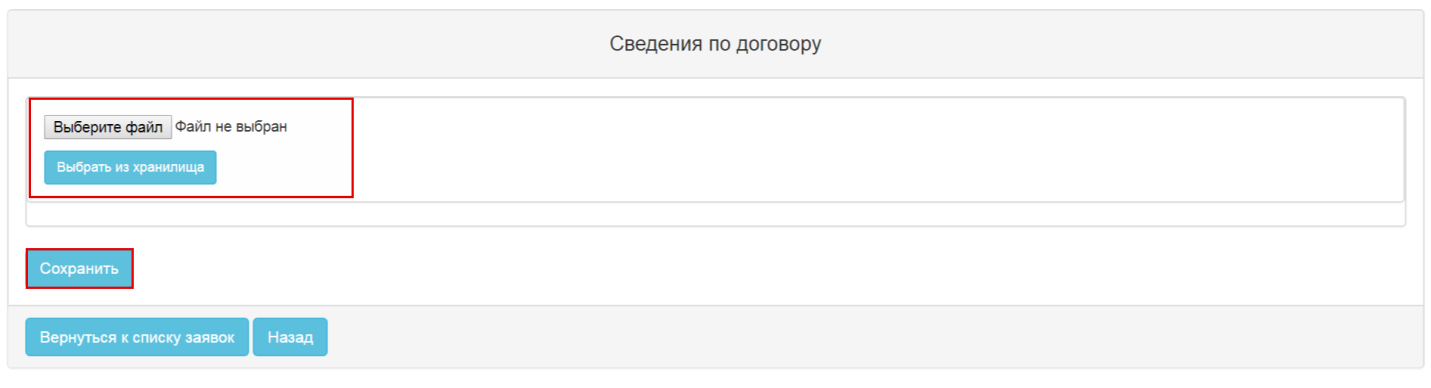 Сведения по договору
Выберите файл Файл не выбран
Выбрать из хранилища
Сохранить
Вернуться к списку заявок Назад